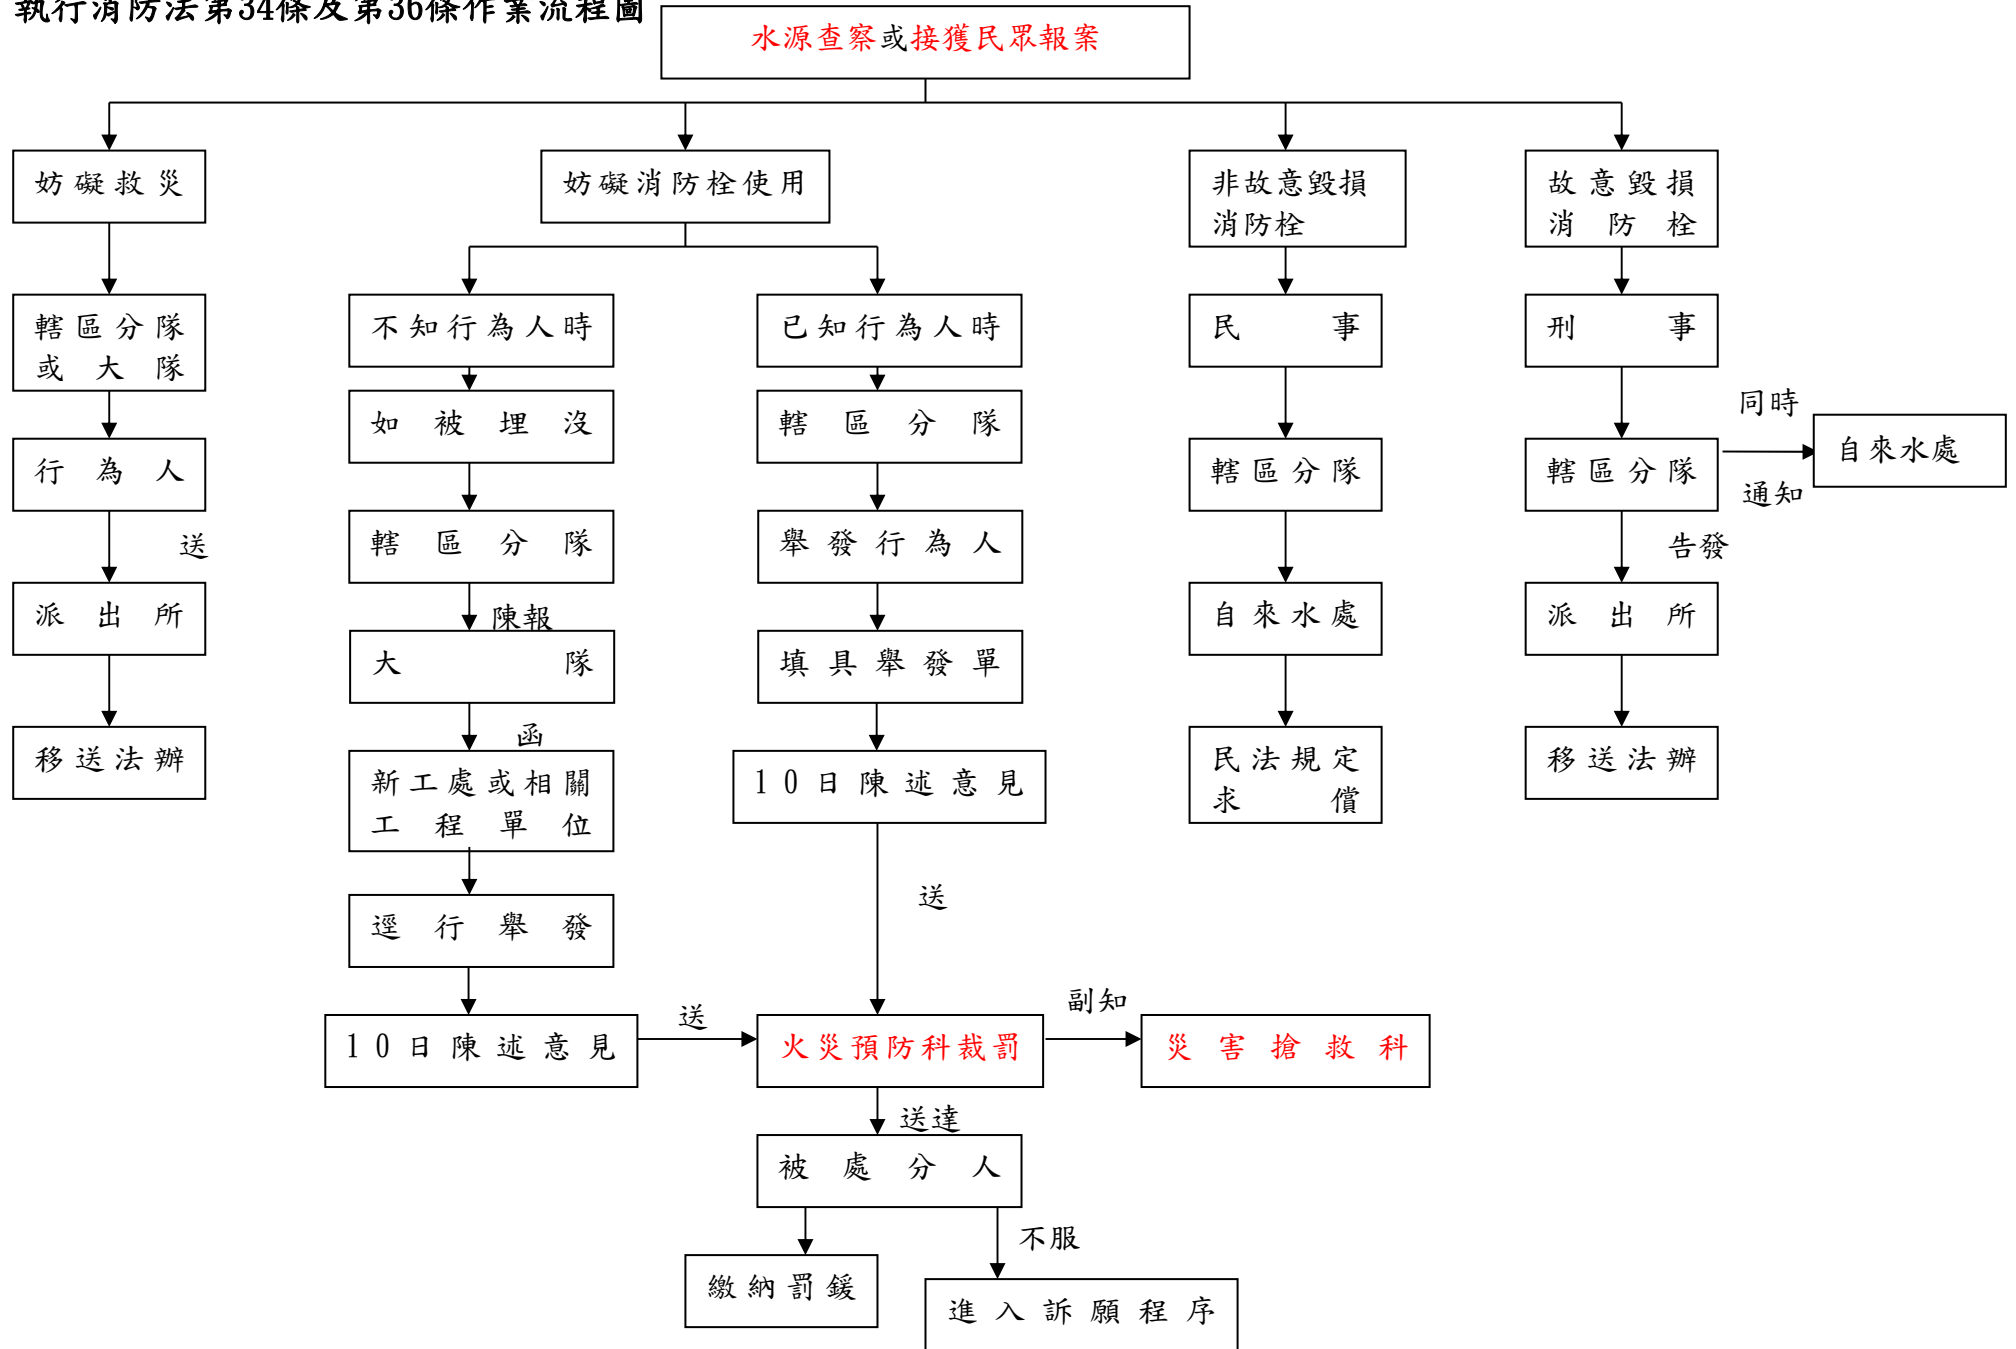 執行消防法第34條及第36條作業流程圖
水源查察或接獲民眾報案
妨礙救災
妨礙消防栓使用
非故意毀損
消防栓
故意毀損
消防栓
轄區分隊
或大隊
不知行為人時
已知行為人時
民事
刑事
如被埋沒
轄區分隊
同時
行為人
轄區分隊
轄區分隊
自來水處
通知
送
轄區分隊
舉發行為人
告發
派出所
陳報
自來水處
派出所
大隊
填具舉發單
函
移送法辦
新工處或相關
工程單位
10日陳述意見
民法規定
求償
移送法辦
送
逕行舉發
10日陳述意見
送
火災預防科裁罰
副知
災害搶救科
送達
被處分人
不服
繳納罰鍰
進入訴願程序